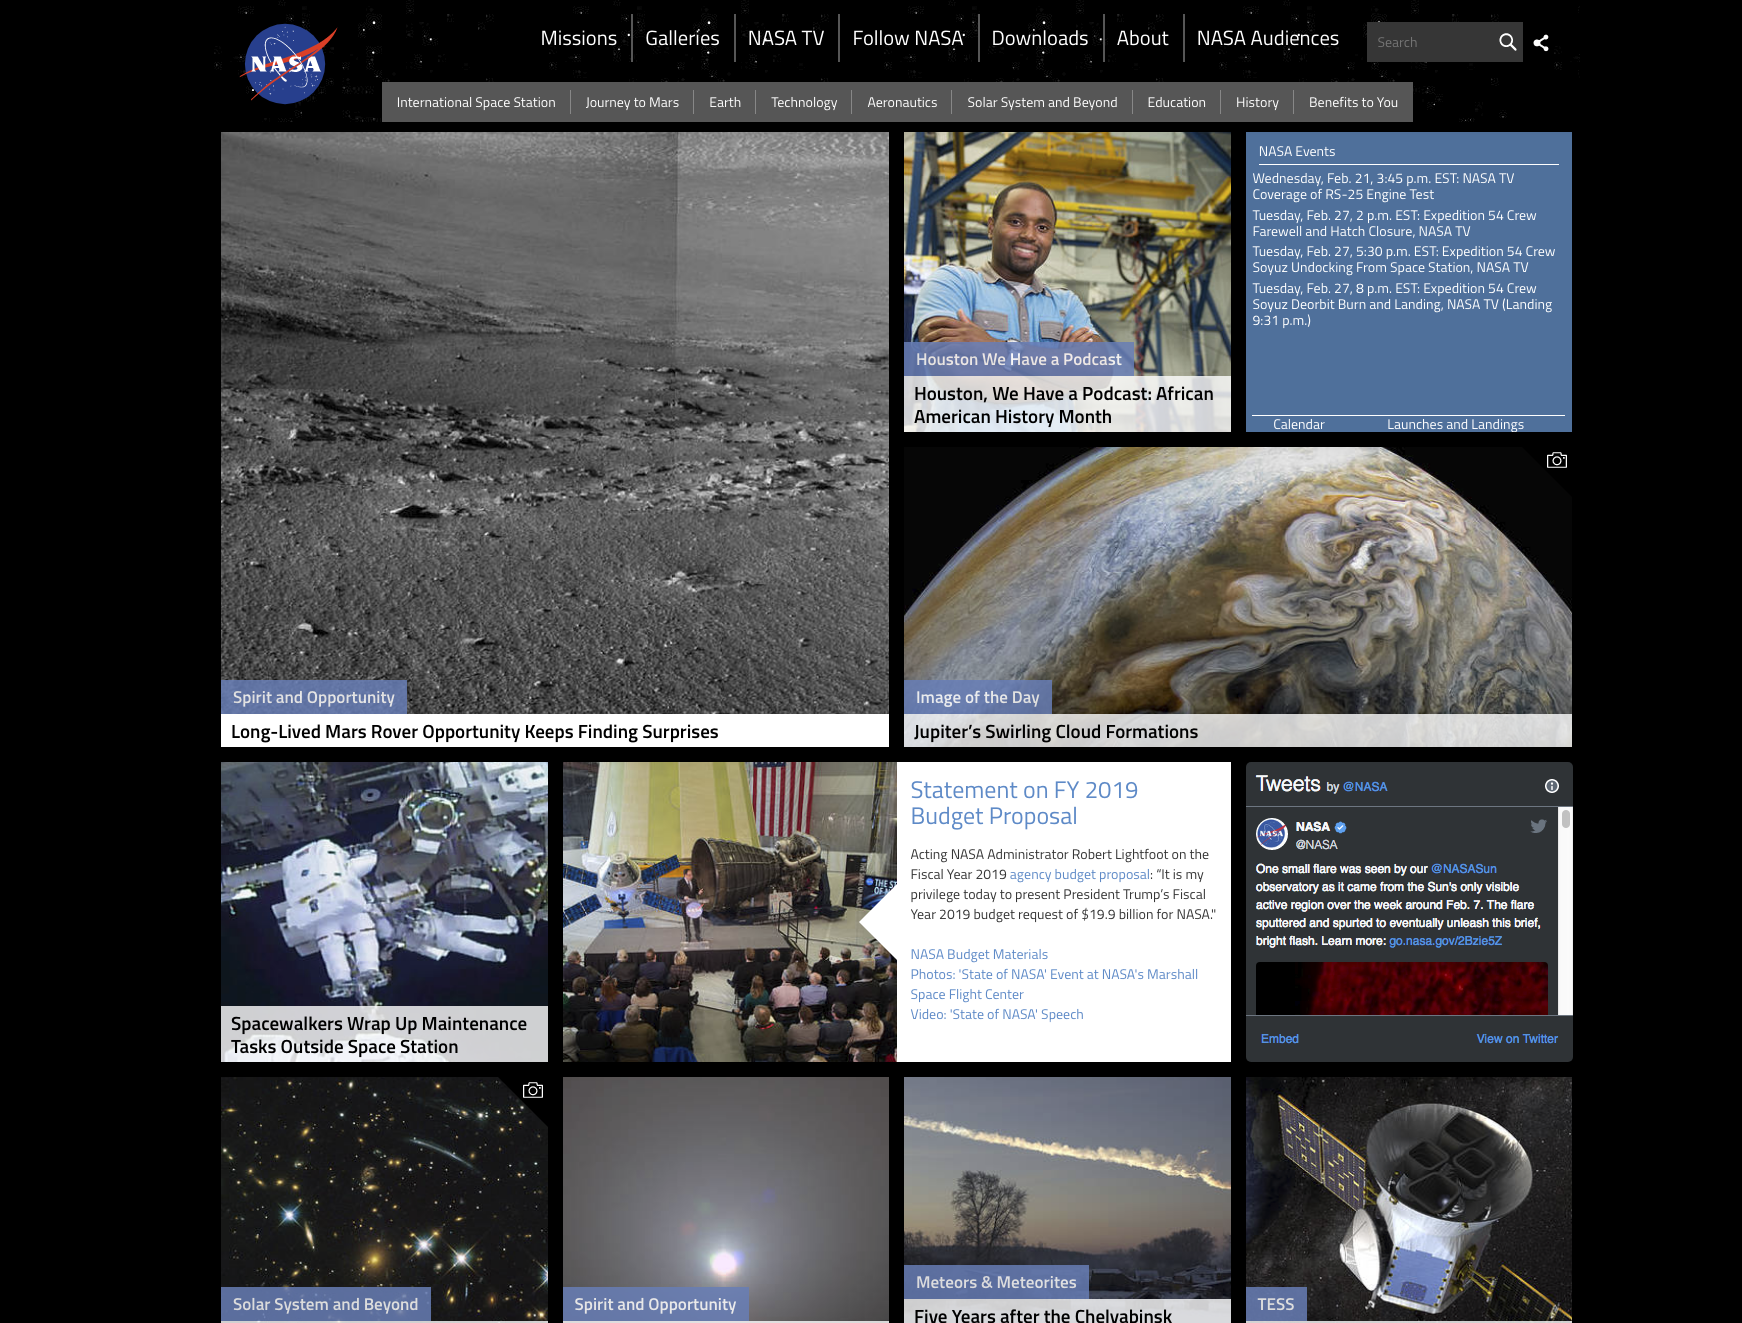 NASA
Missions
Galleries
NASA TV
Follow NASA
Downloads
About
NASA Audiences
Search
International Space Station
Journey to Mars
Earth
Technology
Aeronautics
Solar System and Beyond
Education
History
Benefits to You
Spirit and Opportunity
Long-Lived Mars Rover Opportunity Keeps Finding Surprises
Houston We Have a Podcast
Houston, We Have a Podcast: African
American History Month
NASA Events
Wednesday, Feb. 21, 3:45 p.m. EST: NASA TV
Coverage of RS-25 Engine Test
Tuesday, Feb. 27, 2 p.m. EST: Expedition 54 Crew
Farewell and Hatch Closure, NASA TV
Tuesday, Feb. 27, 5:30 p.m. EST: Expedition 54 Crew
Soyuz Undocking From Space Station, NASA TV
Tuesday, Feb. 27, 8 p.m. EST: Expedition 54 Crew
Soyuz Deorbit Burn and Landing, NASA TV (Landing
9:31 p.m.)
Calendar
Launches and Landings
Image of the Day
Jupiter’s Swirling Cloud Formations
Spacewalkers Wrap Up Maintenance
Tasks Outside Space Station
Statement on FY 2019
Budget Proposal
Acting NASA Administrator Robert Lightfoot on the
Fiscal Year 2019 agency budget proposal: “It is my
privilege today to present President Trump’s Fiscal
Year 2019 budget request of $19.9 billion for NASA."
NASA Budget Materials
Photos: 'State of NASA' Event at NASA's Marshall
Space Flight Center
Video: 'State of NASA' Speech
Tweets by @NASA
NASA
NASA
@NASA
One small flare was seen by our @NASASun
observatory as it came from the Sun's only visible
active region over the week around Feb. 7. The flare
sputtered and spurted to eventually unleash this brief,
bright flash. Learn more: go.nasa.gov/2Bzie5Z
Embed
View on Twitter
Solar System and Beyond
Spirit and Opportunity
Meteors & Meteorites
Five Years after the Chelyabinsk
TESS